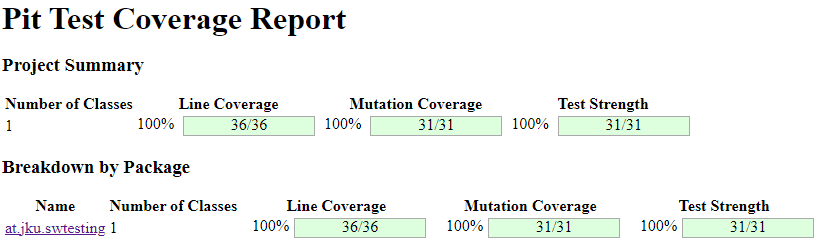 Pit Test Coverage Report
Project Summary
Number of Classes Line Coverage Mutation Coverage Test Strength
1 100% 36/36 100% 31/31 100% 31/31
Breakdown by Package
Name Number of Classes Line Coverage Mutation Coverage Test Strength
at.jku.swtesting 1 100% 36/36 100% 31/31 100% 31/31